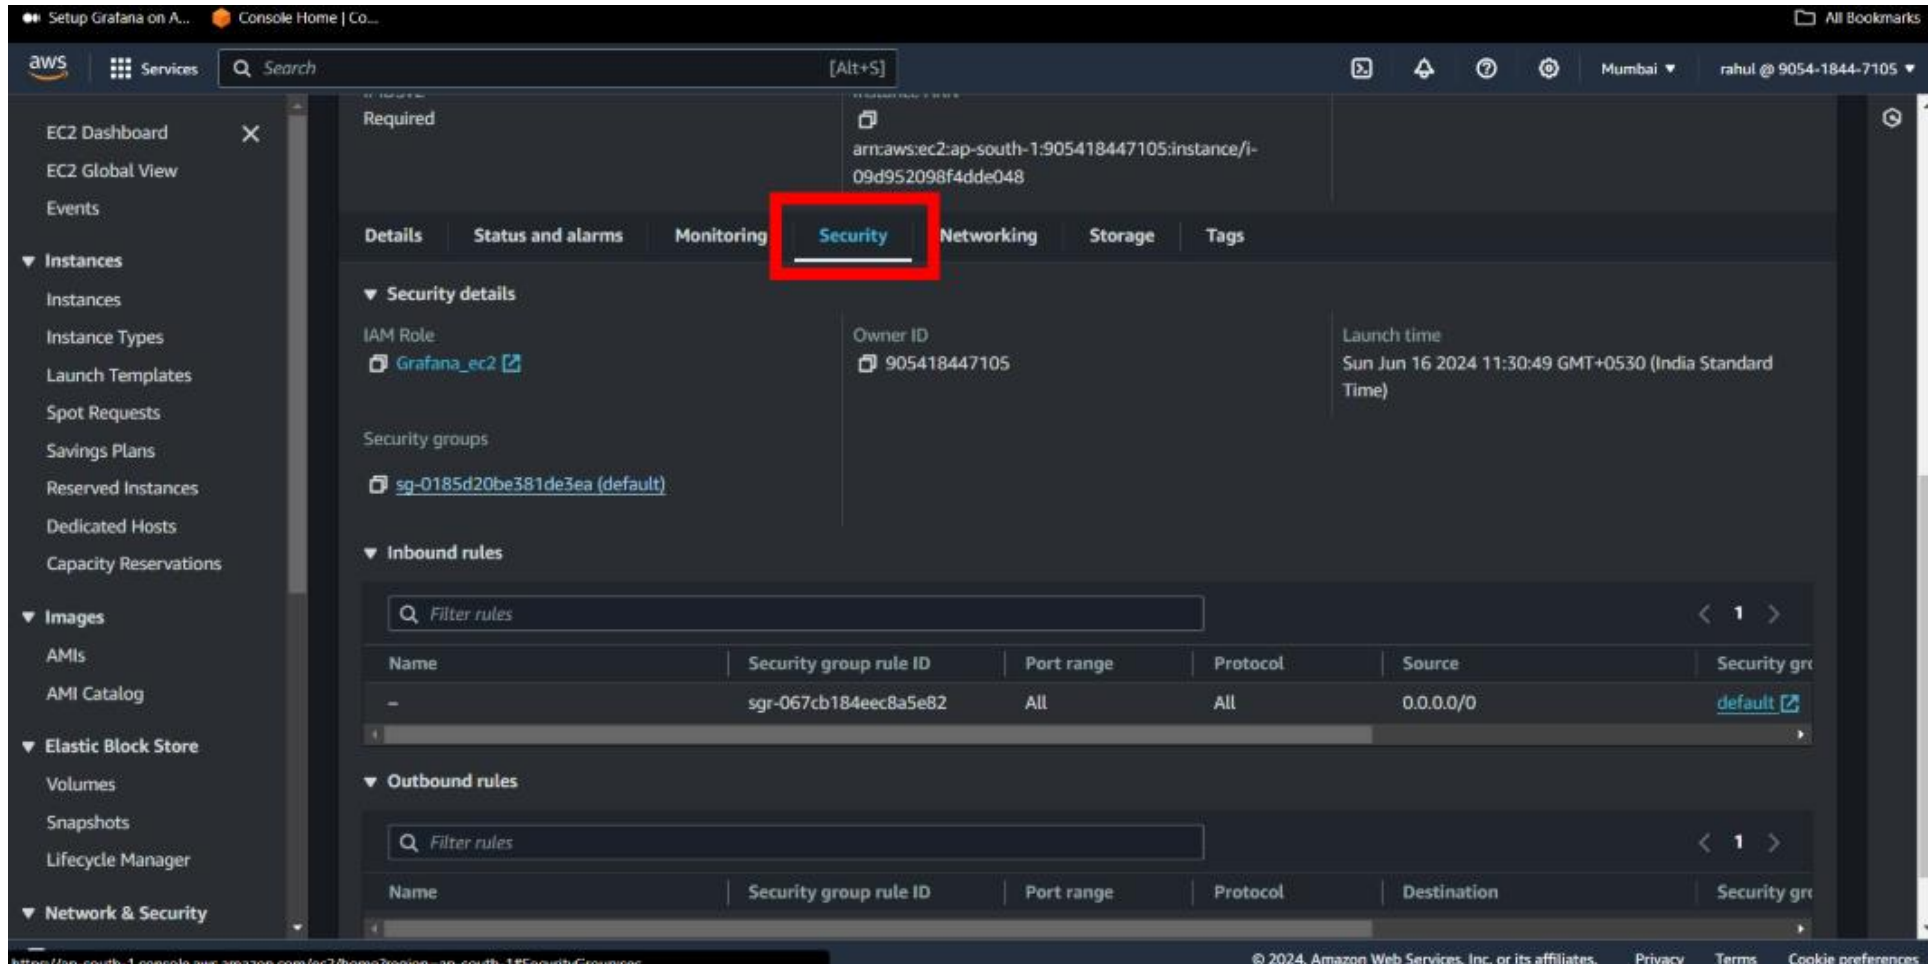 Setup Grafana on A...
Console Home | Co...
All Bookmarks
aws
Services
Search
[Alt+S]
Mumbai
rahul @ 9054-1844-7105
EC2 Dashboard
EC2 Global View
Events
Instances
Instances
Instance Types
Launch Templates
Spot Requests
Savings Plans
Reserved Instances
Dedicated Hosts
Capacity Reservations
Images
AMIs
AMI Catalog
Elastic Block Store
Volumes
Snapshots
Lifecycle Manager
Network & Security
Required
arn:aws:ec2:ap-south-1:905418447105:instance/i-
09d952098f4dde048
Details Status and alarms Monitoring Security Networking Storage Tags
Security details
IAM Role
Grafana_ec2
Owner ID
905418447105
Launch time
Sun Jun 16 2024 11:30:49 GMT+0530 (India Standard
Time)
Security groups
sg-0185d20be381de3ea (default)
Inbound rules
Filter rules
1
Name Security group rule ID Port range Protocol Source Security gro
– sgr-067cb184eec8a5e82 All All 0.0.0.0/0 default
Outbound rules
Filter rules
1
Name Security group rule ID Port range Protocol Destination Security gro
© 2024, Amazon Web Services, Inc. or its affiliates. Privacy Terms Cookie preferences